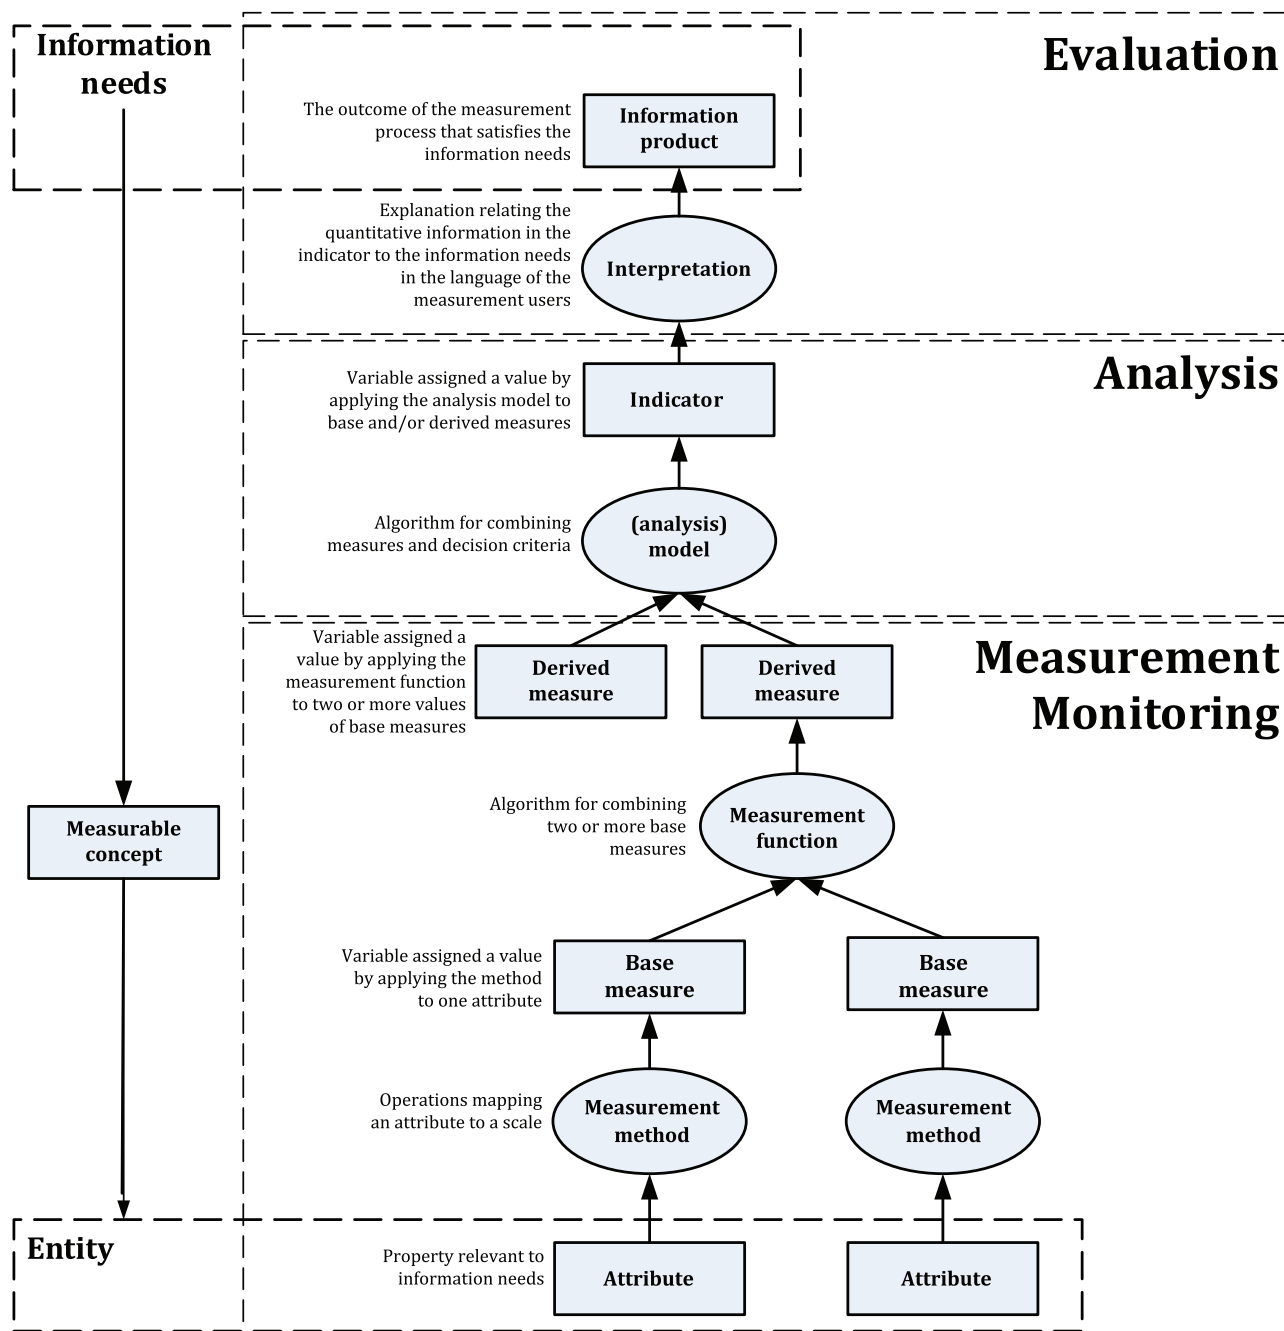 Information
needs
Evaluation
The outcome of the measurement
process that satisfies the
information needs
Information
product
Explanation relating the
quantitative information in the
indicator to the information needs
in the language of the
measurement users
Interpretation
Analysis
Variable assigned a value by
applying the analysis model to
base and/or derived measures
Indicator
Algorithm for combining
measures and decision criteria
(analysis)
model
Measurement
Monitoring
Variable assigned a
value by applying the
measurement function
to two or more values
of base measures
Derived
measure
Derived
measure
Algorithm for combining
two or more base
measures
Measurement
function
Measurable
concept
Variable assigned a value
by applying the method
to one attribute
Base
measure
Base
measure
Operations mapping
an attribute to a scale
Measurement
method
Measurement
method
Entity
Property relevant to
information needs
Attribute
Attribute